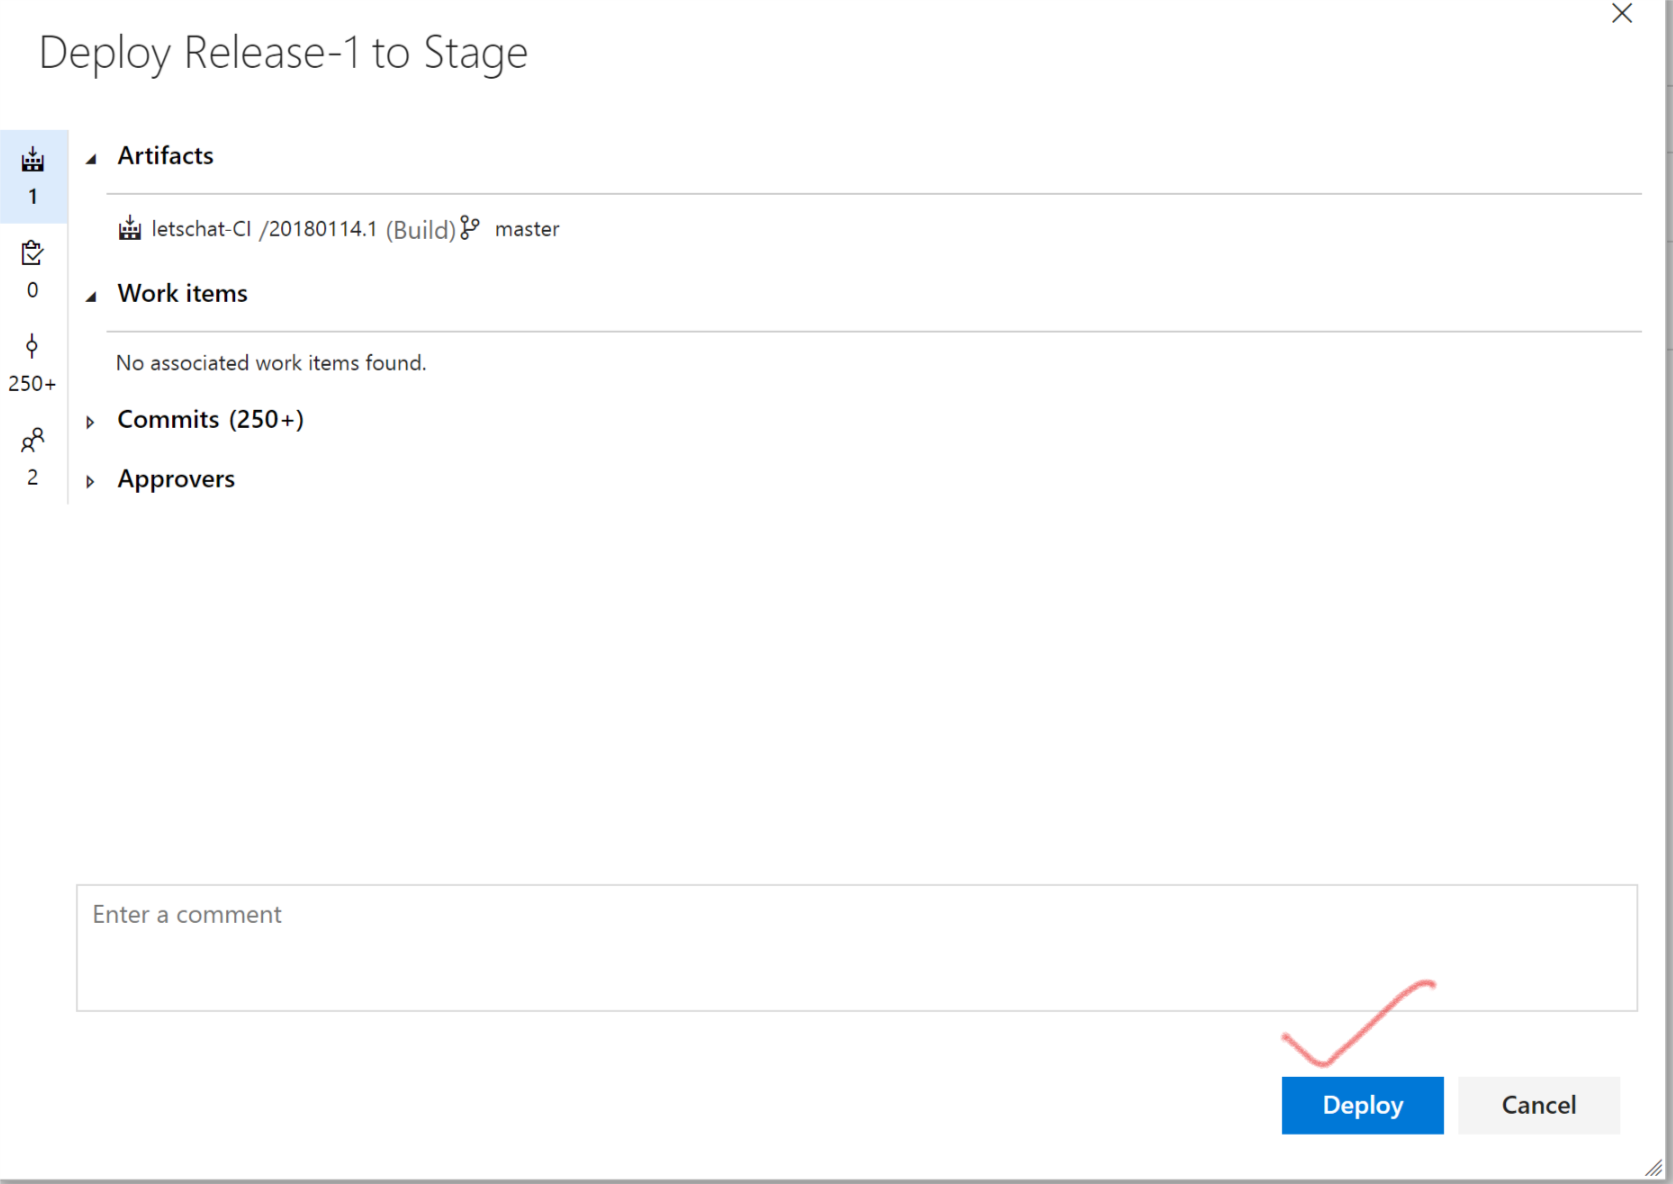 Deploy Release-1 to Stage
1
Artifacts
letschat-CI /20180114.1 (Build) master
0
Work items
No associated work items found.
250+
Commits (250+)
2
Approvers
Enter a comment
Deploy Cancel